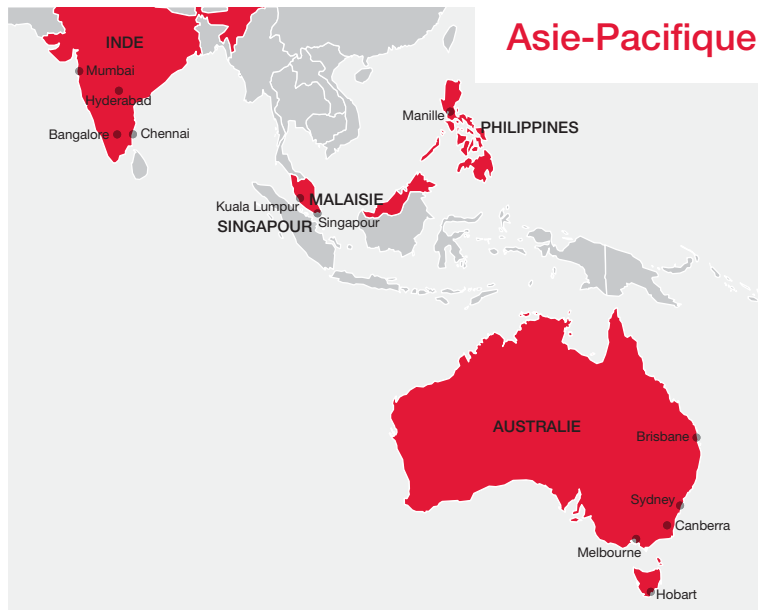 Asie-Pacifique
INDE
Mumbai
Hyderabad
Bangalore
Chennai
Manille
PHILIPPINES
MALAISIE
Kuala Lumpur
Singapour
SINGAPOUR
AUSTRALIE
Brisbane
Sydney
Canberra
Melbourne
Hobart